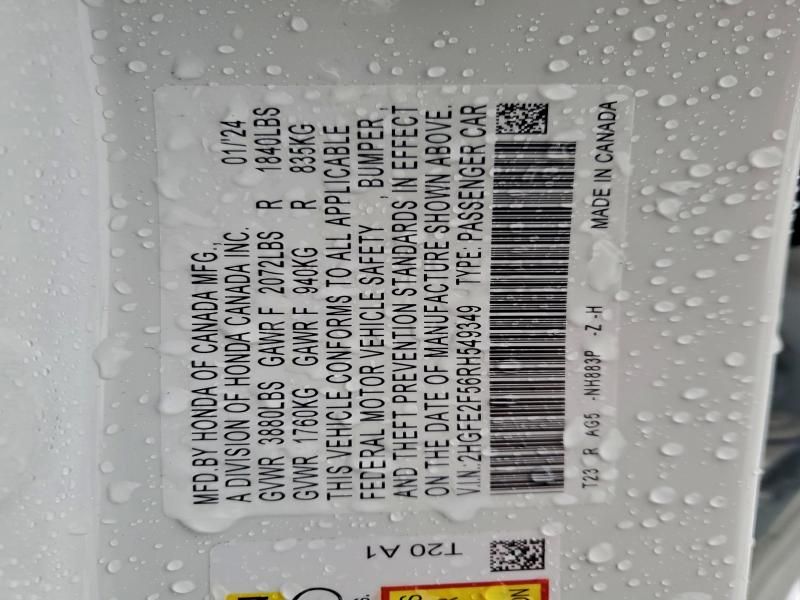 MFD.BY HONDA OF CANADA MFG.,
A DIVISION OF HONDA CANADA INC. 01/'24
GVWR 3880LBS GAWR F 2072LBS R 1840LBS
GVWR 1760KG GAWR F 940KG R 835KG
THIS VEHICLE CONFORMS TO ALL APPLICABLE
FEDERAL MOTOR VEHICLE SAFETY , BUMPER ,
AND THEFT PREVENTION STANDARDS IN EFFECT
ON THE DATE OF MANUFACTURE SHOWN ABOVE.
V.I.N.:2HGFE2F56RH549349 TYPE: PASSENGER CAR
T23 R AG5 -NH883P -Z -H MADE IN CANADA
T20 A1